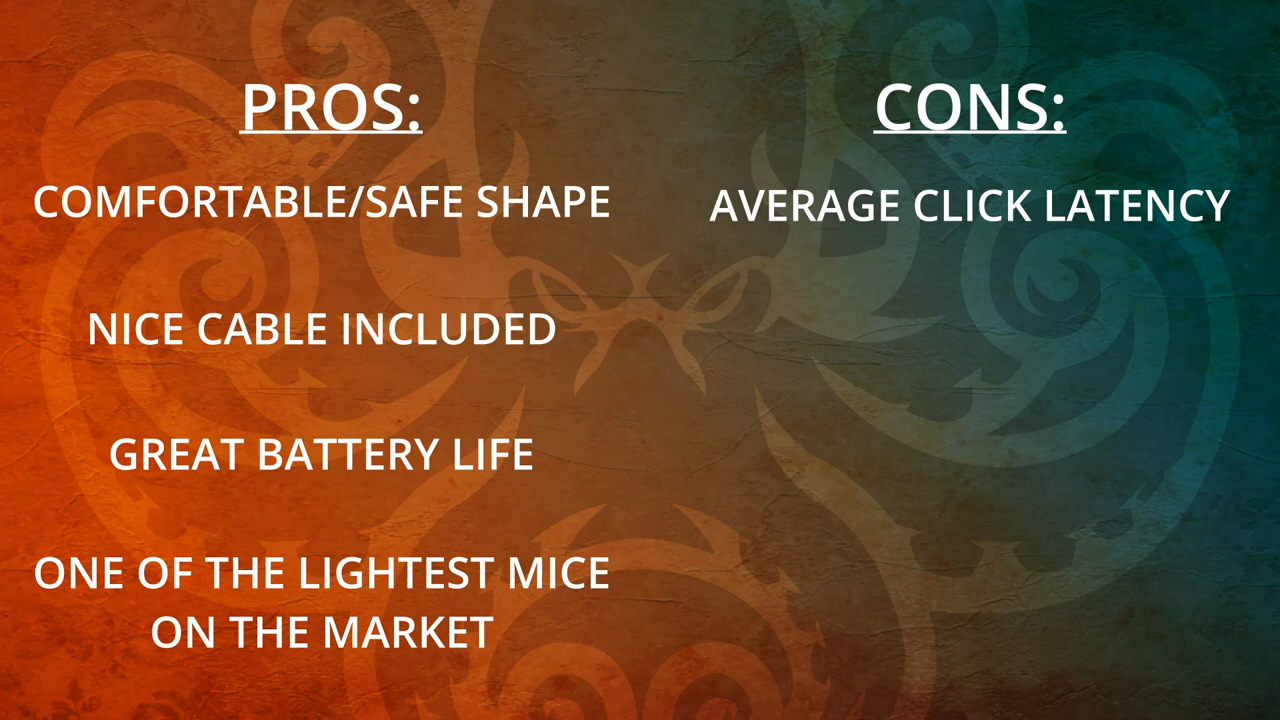 PROS:
COMFORTABLE/SAFE SHAPE
NICE CABLE INCLUDED
GREAT BATTERY LIFE
ONE OF THE LIGHTEST MICE
ON THE MARKET
CONS:
AVERAGE CLICK LATENCY